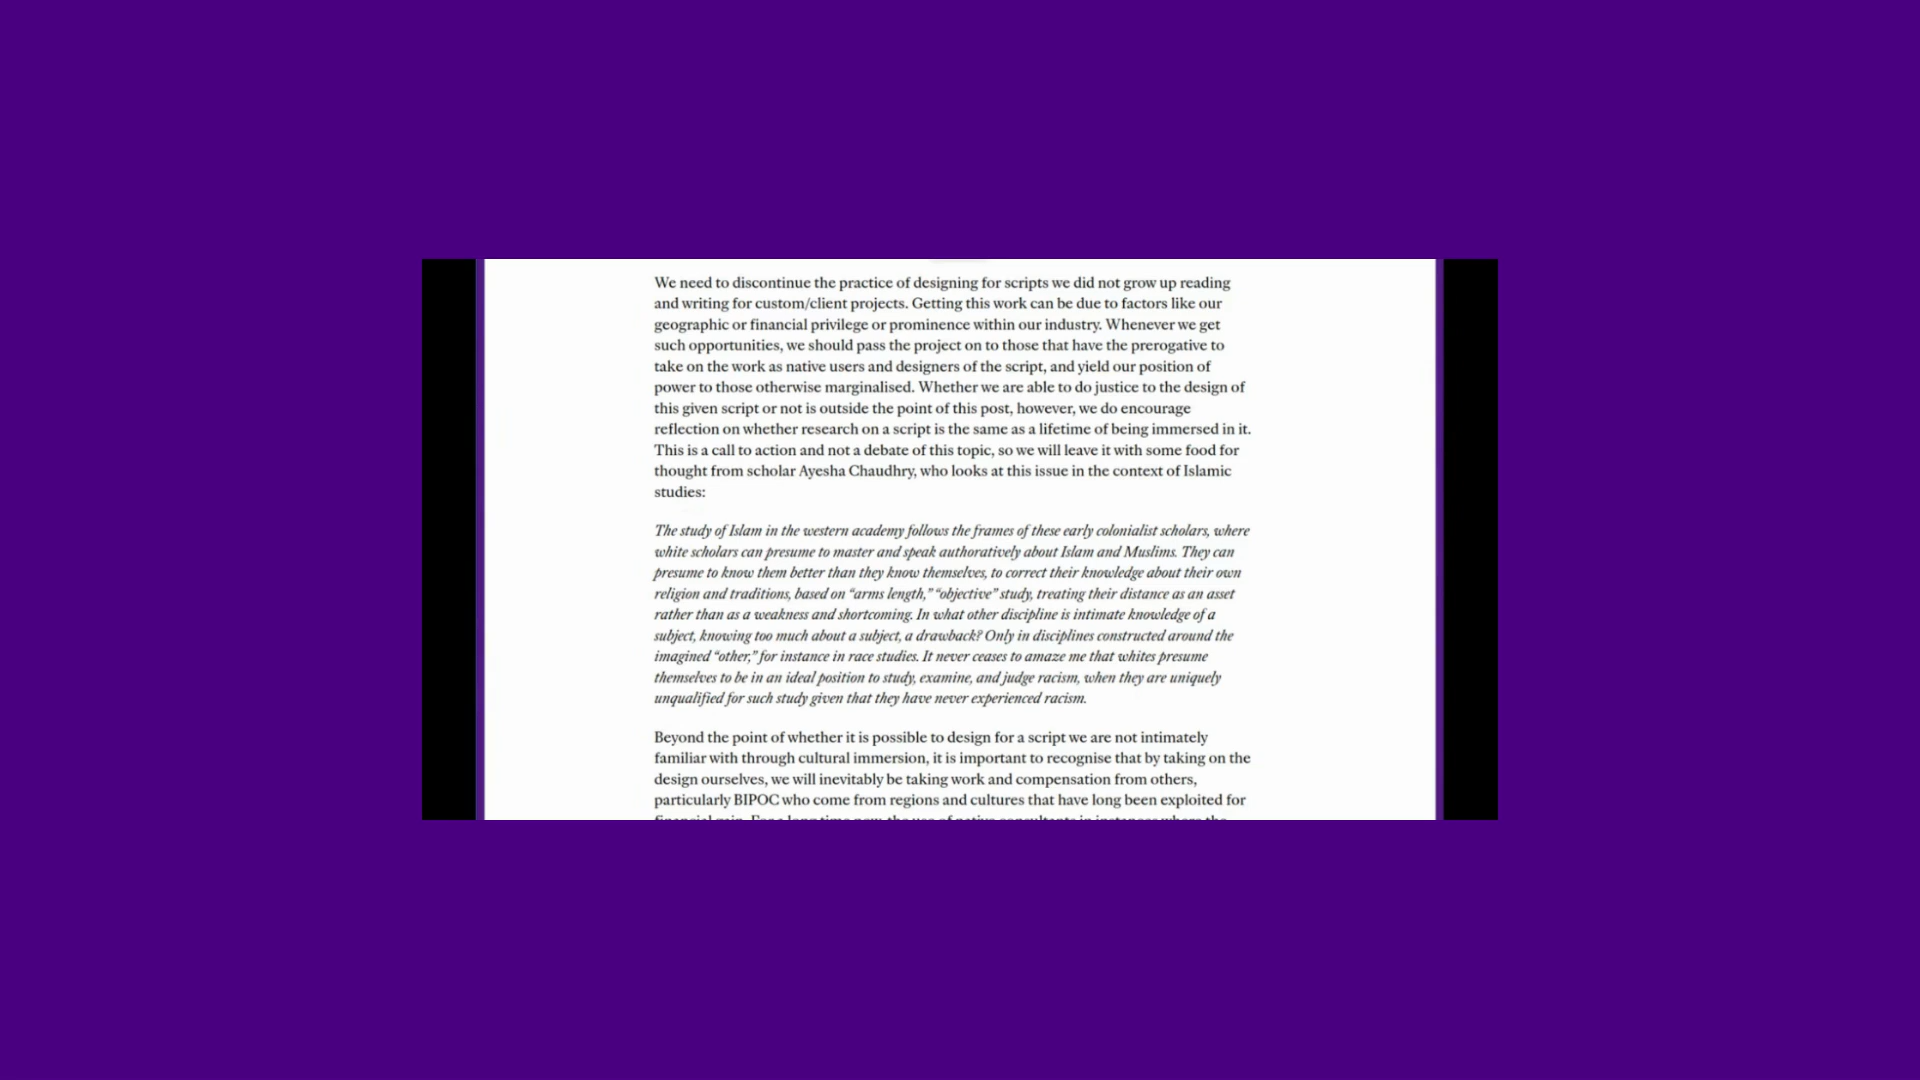 We need to discontinue the practice of designing for scripts we did not grow up reading
and writing for custom/client projects. Getting this work can be due to factors like our
geographic or financial privilege or prominence within our industry. Whenever we get
such opportunities, we should pass the project on to those that have the prerogative to
take on the work as native users and designers of the script, and yield our position of
power to those otherwise marginalised. Whether we are able to do justice to the design of
this given script or not is outside the point of this post, however, we do encourage
reflection on whether research on a script is the same as a lifetime of being immersed in it.
This is a call to action and not a debate of this topic, so we will leave it with some food for
thought from scholar Ayesha Chaudhry, who looks at this issue in the context of Islamic
studies:
The study of Islam in the western academy follows the frames of these early colonialist scholars, where
white scholars can presume to master and speak authoratively about Islam and Muslims. They can
presume to know them better than they know themselves, to correct their knowledge about their own
religion and traditions, based on “arms length,” “objective” study, treating their distance as an asset
rather than as a weakness and shortcoming. In what other discipline is intimate knowledge of a
subject, knowing too much about a subject, a drawback? Only in disciplines constructed around the
imagined “other,” for instance in race studies. It never ceases to amaze me that whites presume
themselves to be in an ideal position to study, examine, and judge racism, when they are uniquely
unqualified for such study given that they have never experienced racism.
Beyond the point of whether it is possible to design for a script we are not intimately
familiar with through cultural immersion, it is important to recognise that by taking on the
design ourselves, we will inevitably be taking work and compensation from others,
particularly BIPOC who come from regions and cultures that have long been exploited for